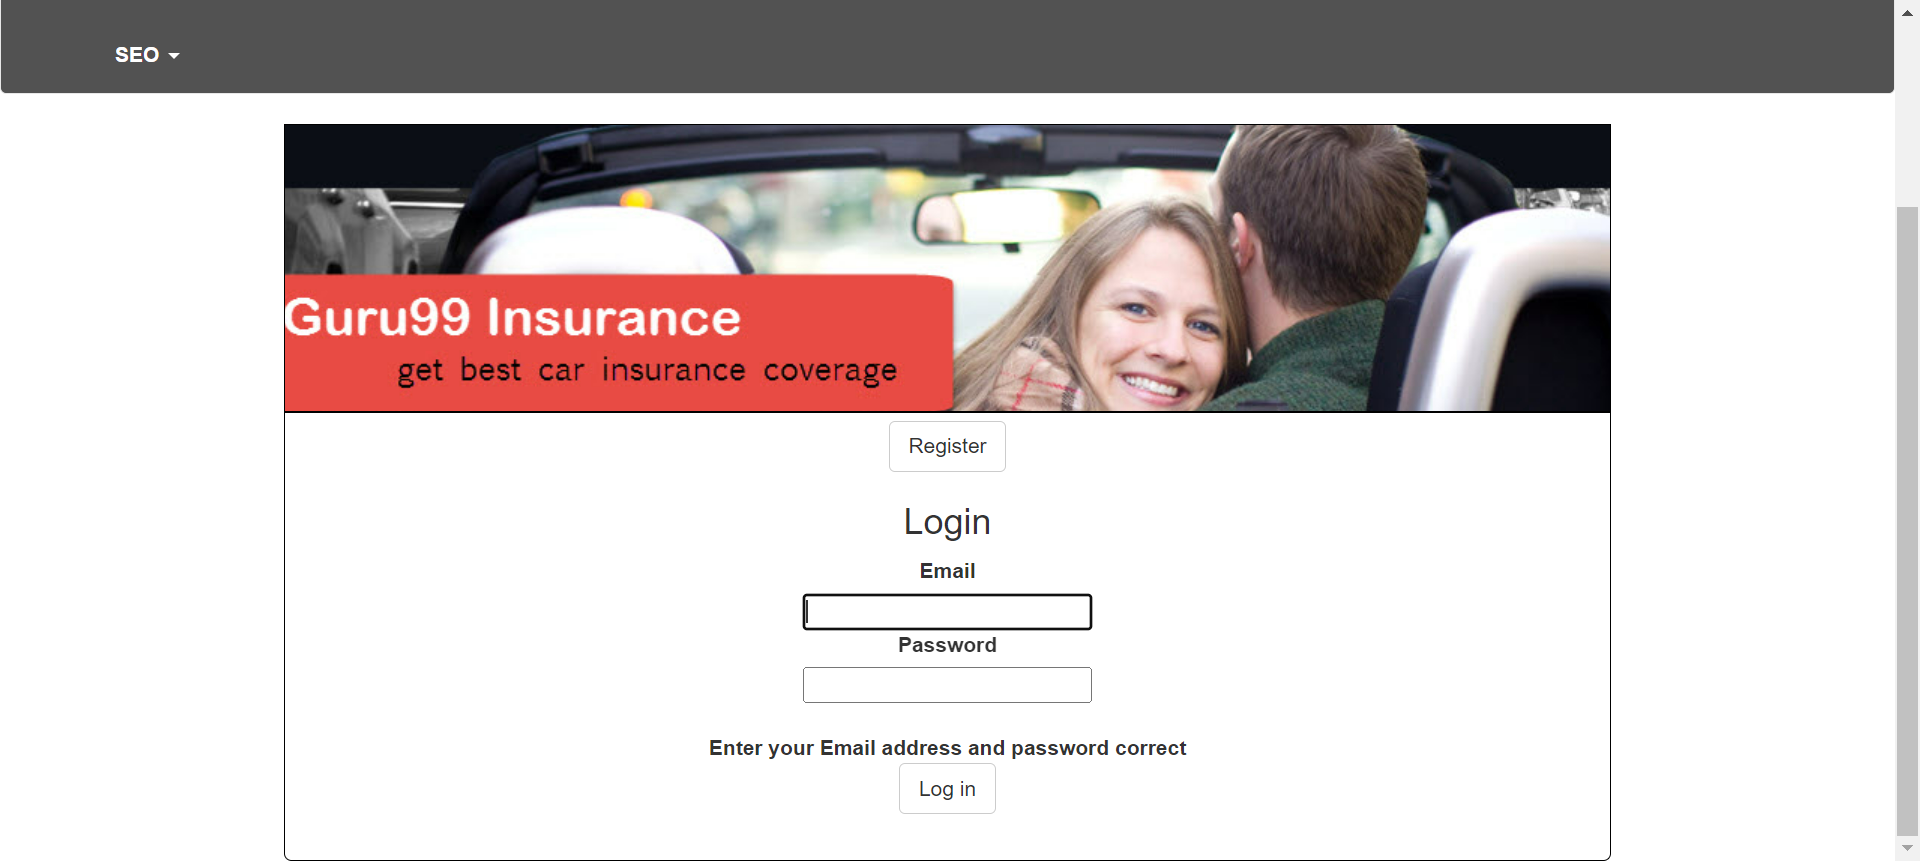 SEO
Guru99 Insurance
get best car insurance coverage
Register
Login
Email
Password
Enter your Email address and password correct
Log in